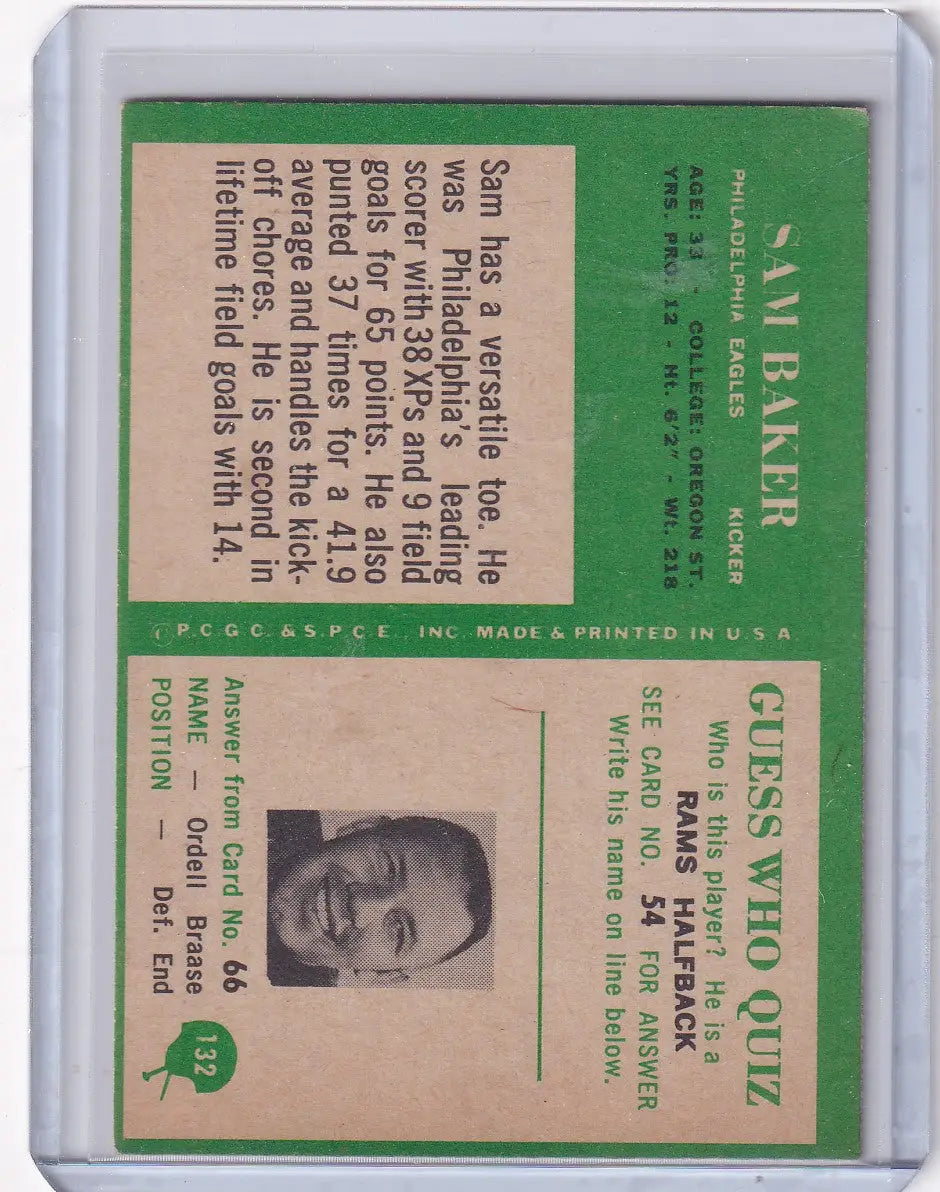 SAM BAKER
PHILADELPHIA EAGLES KICKER
AGE: 33 - COLLEGE: OREGON ST.
YRS. PRO: 12 - Ht. 6'2" - Wt. 218
Sam has a versatile toe. He
was Philadelphia's leading
scorer with 38 XPs and 9 field
goals for 65 points. He also
punted 37 times for a 41.9
average and handles the kick-
off chores. He is second in
lifetime field goals with 14.
©P.C.G.C. & S.P.C.E., INC. MADE & PRINTED IN U.S.A
GUESS WHO QUIZ
Who is this player? He is a
RAMS HALFBACK
SEE CARD NO. 54 FOR ANSWER
Write his name on line below.
Answer from Card No. 66
NAME — Ordell Braase
POSITION — Def. End
132